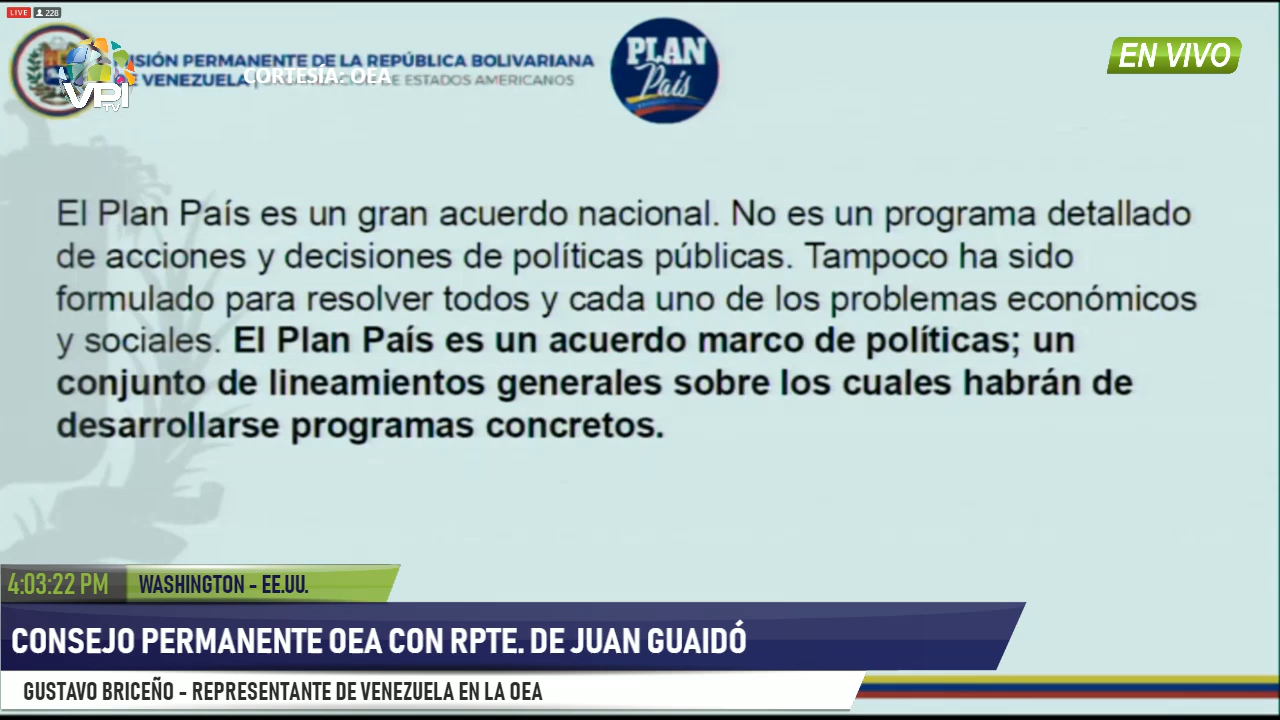 LIVE 228
ISIÓN PERMANENTE DE LA REPÚBLICA BOLIVARIANA
VENEZUELA | DE ESTADOS AMERICANOS
CORTESÍA: OEA
VPI
TV
PLAN
País
EN VIVO
El Plan País es un gran acuerdo nacional. No es un programa detallado
de acciones y decisiones de políticas públicas. Tampoco ha sido
formulado para resolver todos y cada uno de los problemas económicos
y sociales. El Plan País es un acuerdo marco de políticas; un
conjunto de lineamientos generales sobre los cuales habrán de
desarrollarse programas concretos.
4:03:22 PM WASHINGTON - EE.UU.
CONSEJO PERMANENTE OEA CON RPTE. DE JUAN GUAIDÓ
GUSTAVO BRICEÑO - REPRESENTANTE DE VENEZUELA EN LA OEA